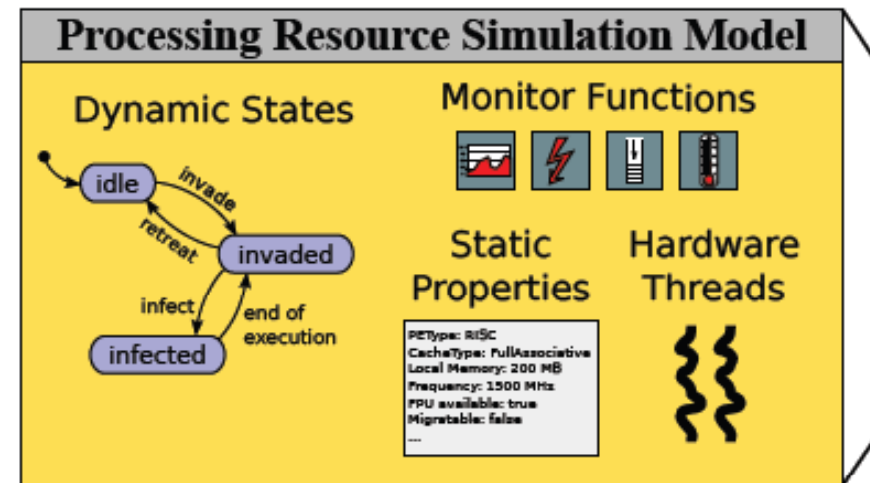 Processing Resource Simulation Model
Dynamic States
idle
invade
retreat
invaded
infect
end of
execution
infected
Monitor Functions
Static
Properties
PEType: RISC
CacheType: FullAssociative
Local Memory: 200 MB
Frequency: 1500 MHz
FPU available: true
Migratable: false
...
Hardware
Threads